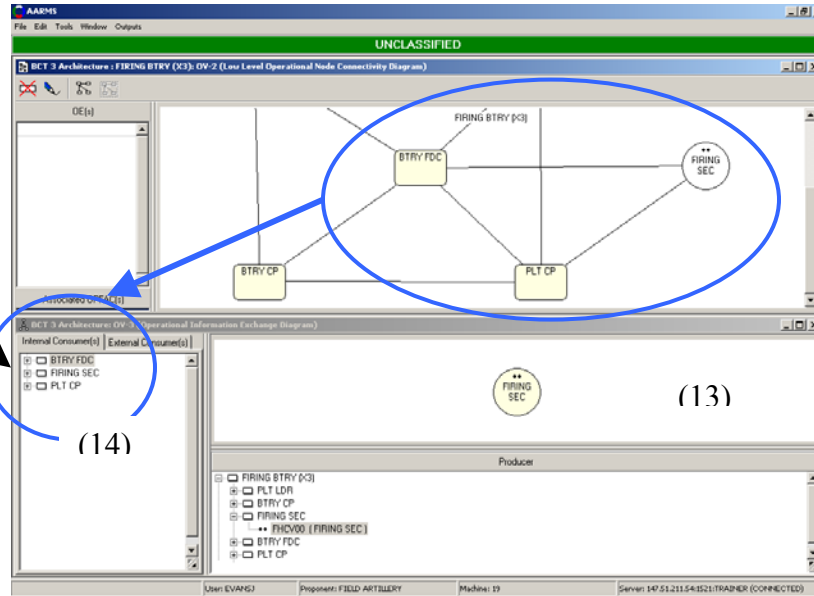 AARMS
File Edit Tools Window Outputs
UNCLASSIFIED
BCT 3 Architecture : FIRING BTRY (X3): OV-2 (Low Level Operational Node Connectivity Diagram)
OE(s)
FIRING BTRY (X3)
BTRY FDC
FIRING
SEC
BTRY CP
PLT CP
Associated OPFAC(s)
BCT 3 Architecture: OV-3 (Operational Information Exchange Diagram)
Internal Consumer(s) External Consumer(s)
BTRY FDC
FIRING SEC
PLT CP
(14)
FIRING
SEC
(13)
Producer
FIRING BTRY (X3)
PLT LDR
BTRY CP
FIRING SEC
FHCV00 ( FIRING SEC )
BTRY FDC
PLT CP
User: EVANSJ Proponent: FIELD ARTILLERY Machine: 19 Server: 147.51.211.54:1521:TRAINER (CONNECTED)